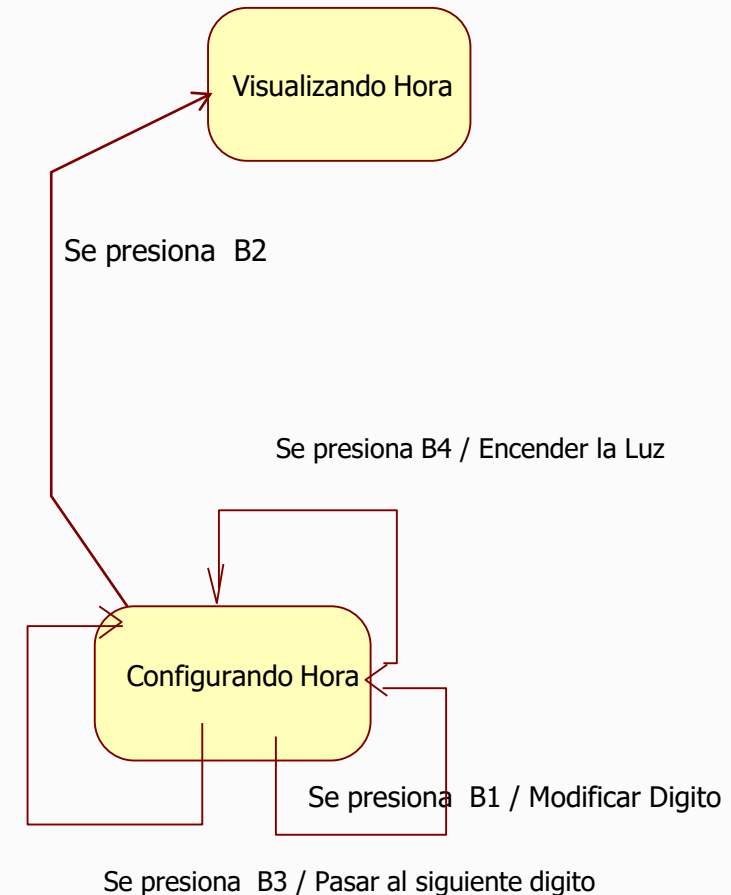 Visualizando Hora
Se presiona  B2
Se presiona B4 / Encender la Luz
Configurando Hora
Se presiona  B1 / Modificar Digito
Se presiona  B3 / Pasar al siguiente digito